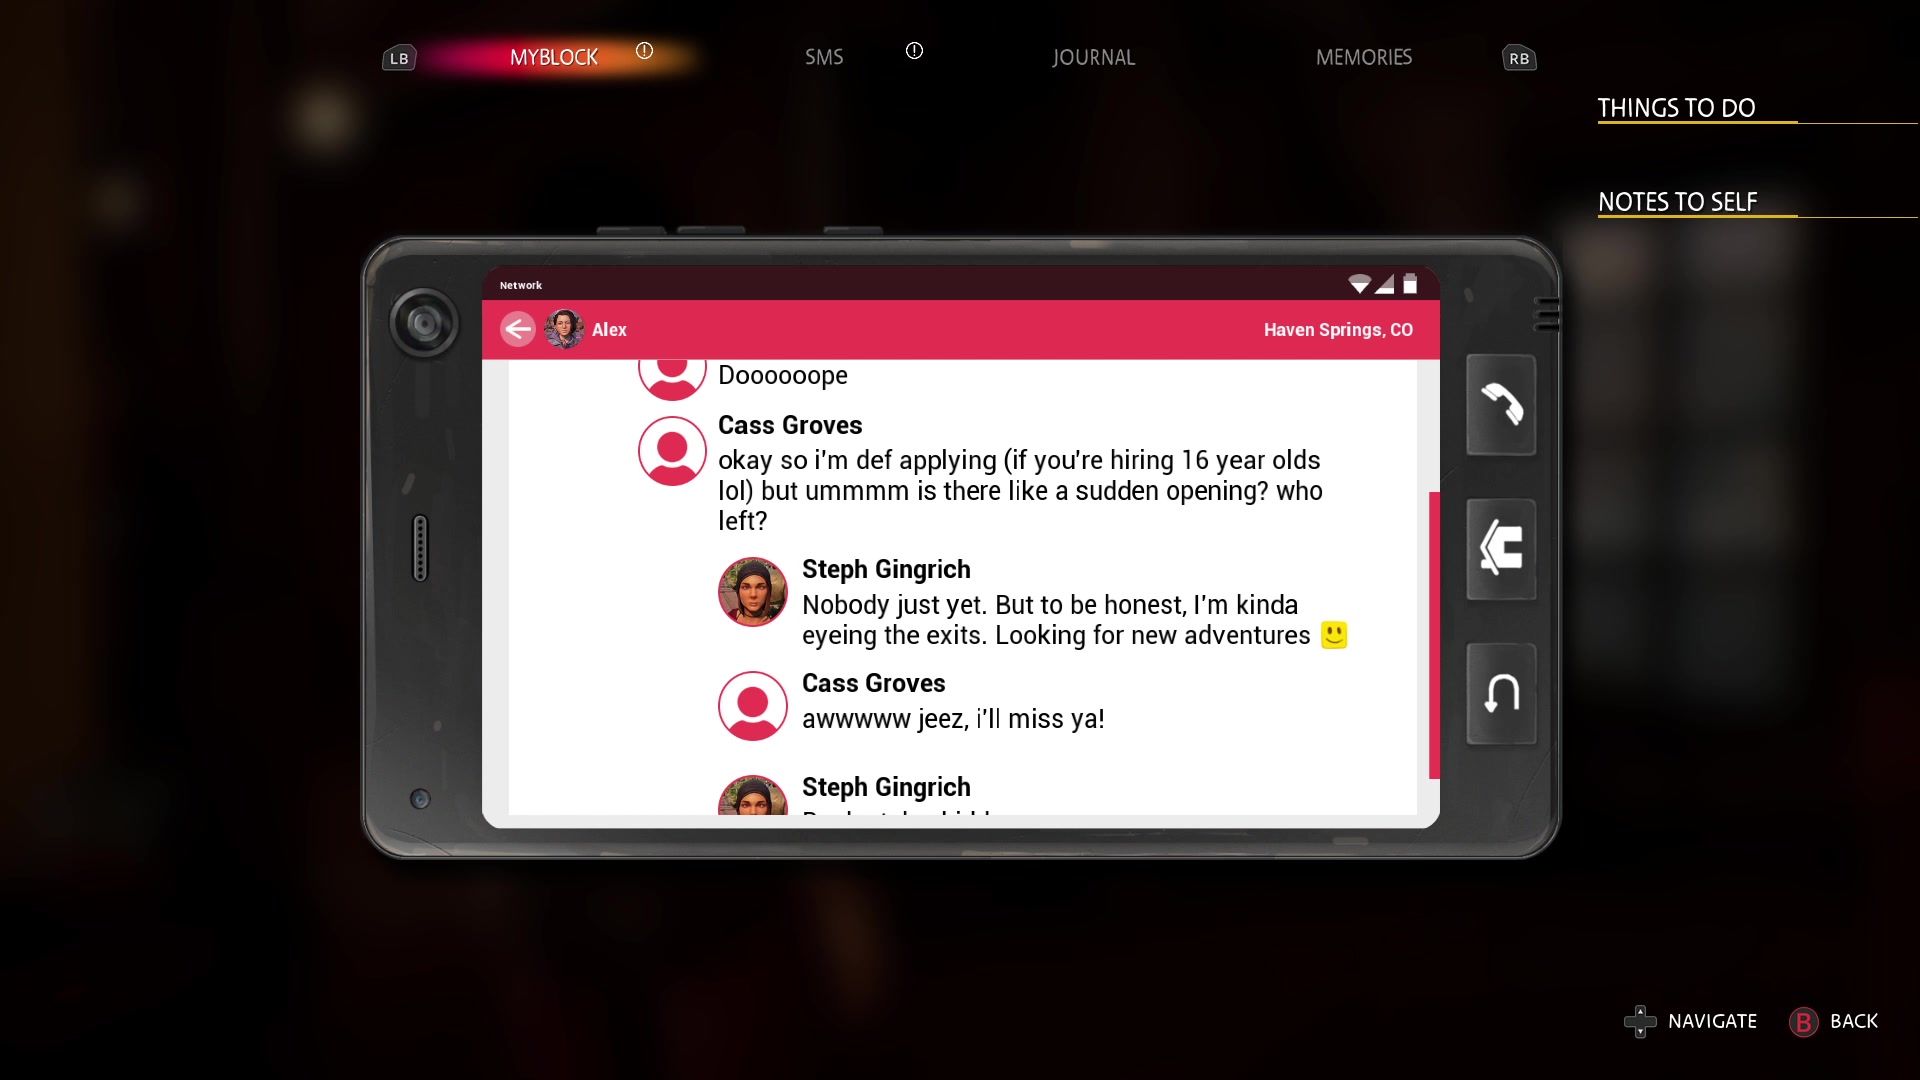 LB
MYBLOCK
SMS
JOURNAL
MEMORIES
RB
THINGS TO DO
NOTES TO SELF
Network
Alex
Haven Springs, CO
Doooooope
Cass Groves
okay so i'm def applying (if you're hiring 16 year olds
lol) but ummmm is there like a sudden opening? who
left?
Steph Gingrich
Nobody just yet. But to be honest, I'm kinda
eyeing the exits. Looking for new adventures
Cass Groves
awwwww jeez, i'll miss ya!
Steph Gingrich
NAVIGATE
B BACK